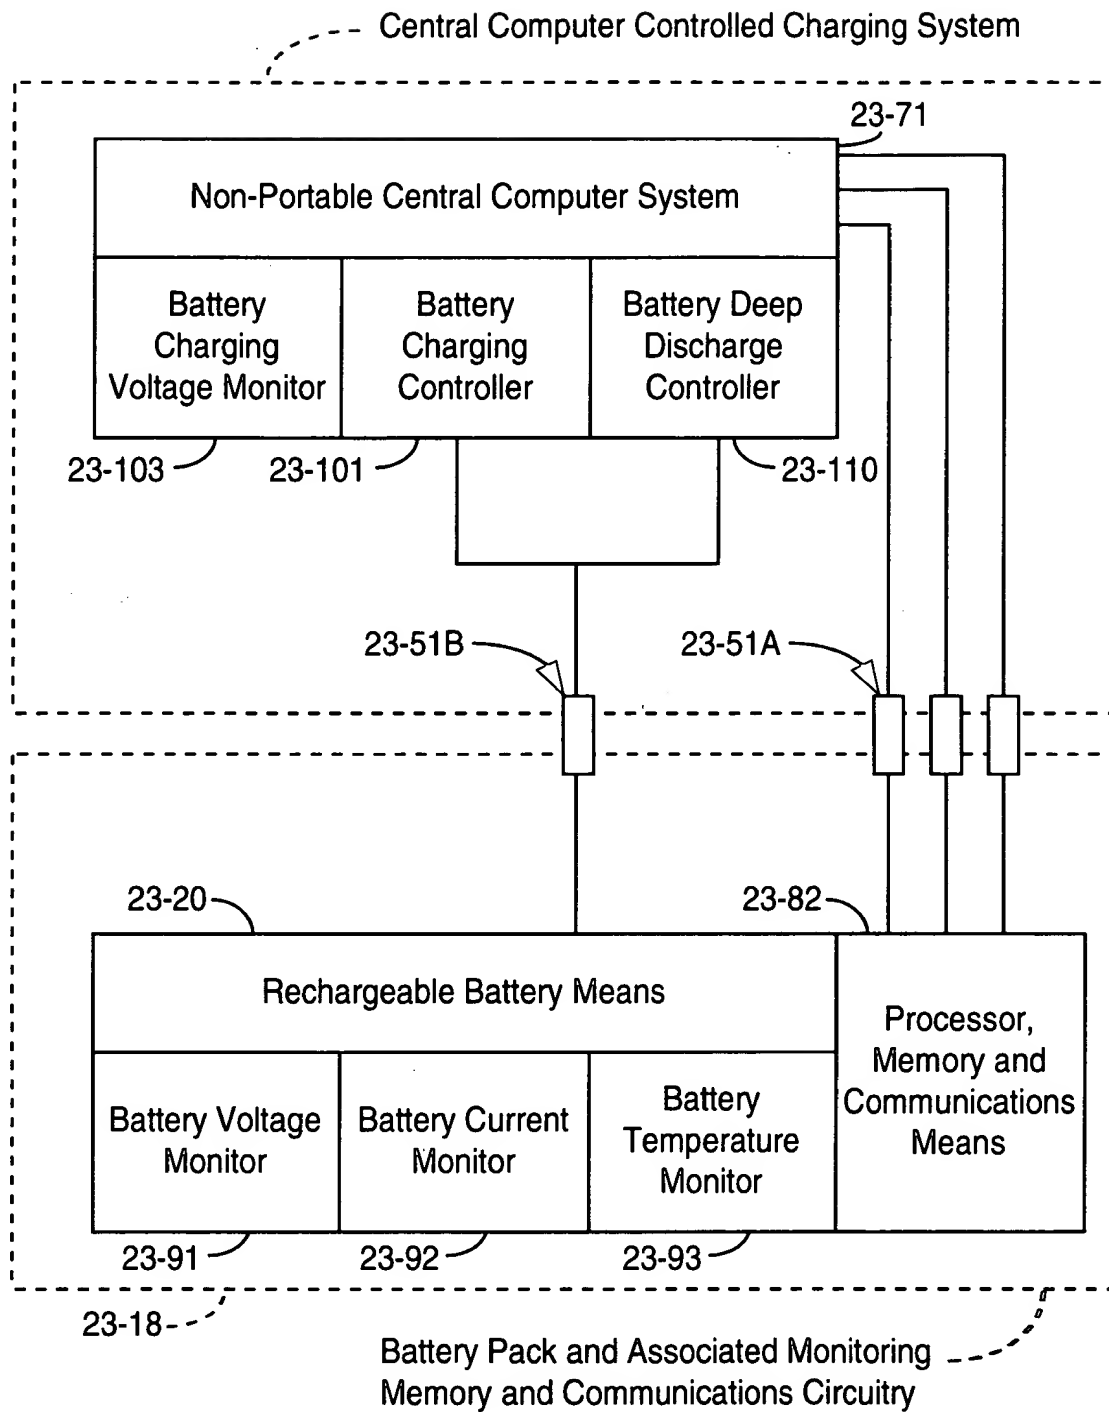 Central Computer Controlled Charging System
23-71
Non-Portable Central Computer System
Battery
Charging
Voltage Monitor
Battery
Charging
Controller
Battery Deep
Discharge
Controller
23-103
23-101
23-110
23-51B
23-51A
23-20
23-82
Rechargeable Battery Means
Processor,
Memory and
Communications
Means
Battery Voltage
Monitor
Battery Current
Monitor
Battery
Temperature
Monitor
23-91
23-92
23-93
23-18
Battery Pack and Associated Monitoring
Memory and Communications Circuitry